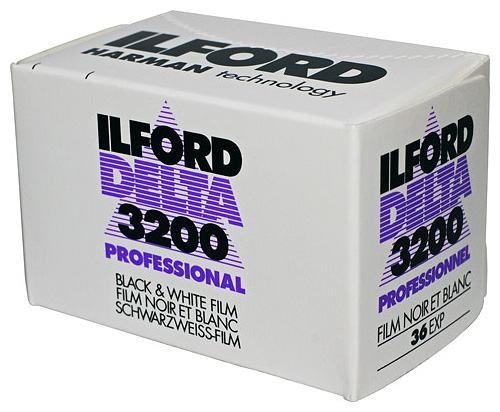 ILFORD
HARMAN technology
ILFORD
DELTA
3200
PROFESSIONAL
BLACK & WHITE FILM
FILM NOIR ET BLANC
SCHWARZWEISS-FILM
ILFORD
DELTA
3200
PROFESSIONNEL
FILM NOIR ET BLANC
36 EXP